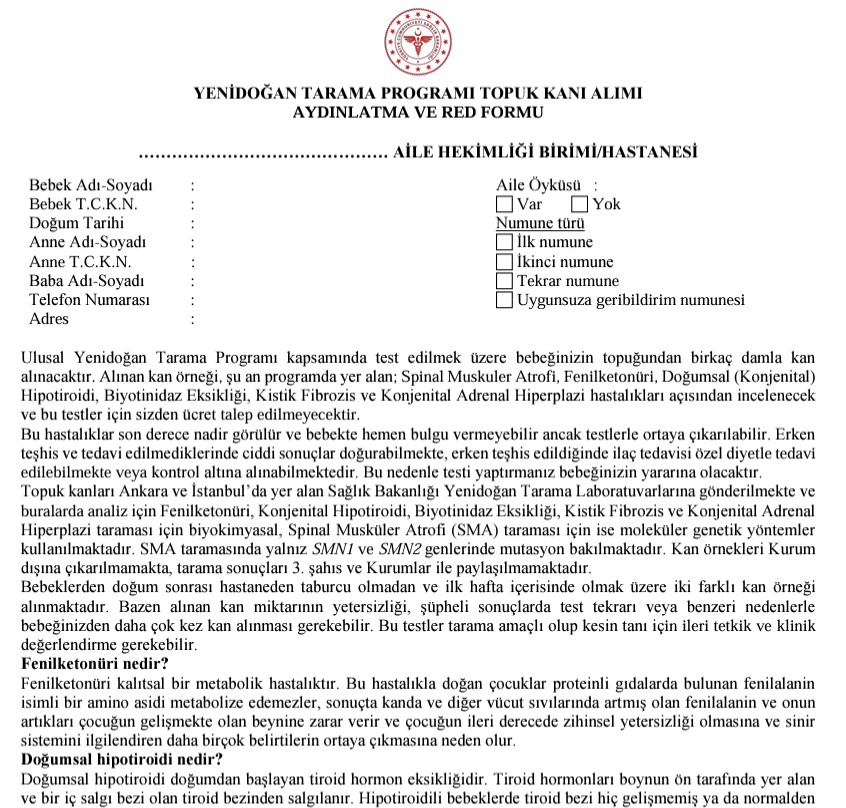 YENİDOĞAN TARAMA PROGRAMI TOPUK KANI ALIMI
AYDINLATMA VE RED FORMU
………………………………………… AİLE HEKİMLİĞİ BİRİMİ/HASTANESİ
Bebek Adı-Soyadı :
Bebek T.C.K.N. :
Doğum Tarihi :
Anne Adı-Soyadı :
Anne T.C.K.N. :
Baba Adı-Soyadı :
Telefon Numarası :
Adres :
Aile Öyküsü :
Var Yok
Numune türü
İlk numune
İkinci numune
Tekrar numune
Uygunsuza geribildirim numunesi
Ulusal Yenidoğan Tarama Programı kapsamında test edilmek üzere bebeğinizin topuğundan birkaç damla kan
alınacaktır. Alınan kan örneği, şu an programda yer alan; Spinal Muskuler Atrofi, Fenilketonüri, Doğumsal (Konjenital)
Hipotiroidi, Biyotinidaz Eksikliği, Kistik Fibrozis ve Konjenital Adrenal Hiperplazi hastalıkları açısından incelenecek
ve bu testler için sizden ücret talep edilmeyecektir.
Bu hastalıklar son derece nadir görülür ve bebekte hemen bulgu vermeyebilir ancak testlerle ortaya çıkarılabilir. Erken
teşhis ve tedavi edilmediklerinde ciddi sonuçlar doğurabilmekte, erken teşhis edildiğinde ilaç tedavisi özel diyetle tedavi
edilebilmekte veya kontrol altına alınabilmektedir. Bu nedenle testi yaptırmanız bebeğinizin yararına olacaktır.
Topuk kanları Ankara ve İstanbul'da yer alan Sağlık Bakanlığı Yenidoğan Tarama Laboratuvarlarına gönderilmekte ve
buralarda analiz için Fenilketonüri, Konjenital Hipotiroidi, Biyotinidaz Eksikliği, Kistik Fibrozis ve Konjenital Adrenal
Hiperplazi taraması için biyokimyasal, Spinal Musküler Atrofi (SMA) taraması için ise moleküler genetik yöntemler
kullanılmaktadır. SMA taramasında yalnız SMN1 ve SMN2 genlerinde mutasyon bakılmaktadır. Kan örnekleri Kurum
dışına çıkarılmamakta, tarama sonuçları 3. şahıs ve Kurumlar ile paylaşılmamaktadır.
Bebeklerden doğum sonrası hastaneden taburcu olmadan ve ilk hafta içerisinde olmak üzere iki farklı kan örneği
alınmaktadır. Bazen alınan kan miktarının yetersizliği, şüpheli sonuçlarda test tekrarı veya benzeri nedenlerle
bebeğinizden daha çok kez kan alınması gerekebilir. Bu testler tarama amaçlı olup kesin tanı için ileri tetkik ve klinik
değerlendirme gerekebilir.
Fenilketonüri nedir?
Fenilketonüri kalıtsal bir metabolik hastalıktır. Bu hastalıkla doğan çocuklar proteinli gıdalarda bulunan fenilalanin
isimli bir amino asidi metabolize edemezler, sonuçta kanda ve diğer vücut sıvılarında artmış olan fenilalanin ve onun
artıkları çocuğun gelişmekte olan beynine zarar verir ve çocuğun ileri derecede zihinsel yetersizliği olmasına ve sinir
sistemini ilgilendiren daha birçok belirtilerin ortaya çıkmasına neden olur.
Doğumsal hipotiroidi nedir?
Doğumsal hipotiroidi doğumdan başlayan tiroid hormon eksikliğidir. Tiroid hormonları boynun ön tarafında yer alan
ve bir iç salgı bezi olan tiroid bezinden salgılanır. Hipotiroidili bebeklerde tiroid bezi hiç gelişmemiş ya da normalden